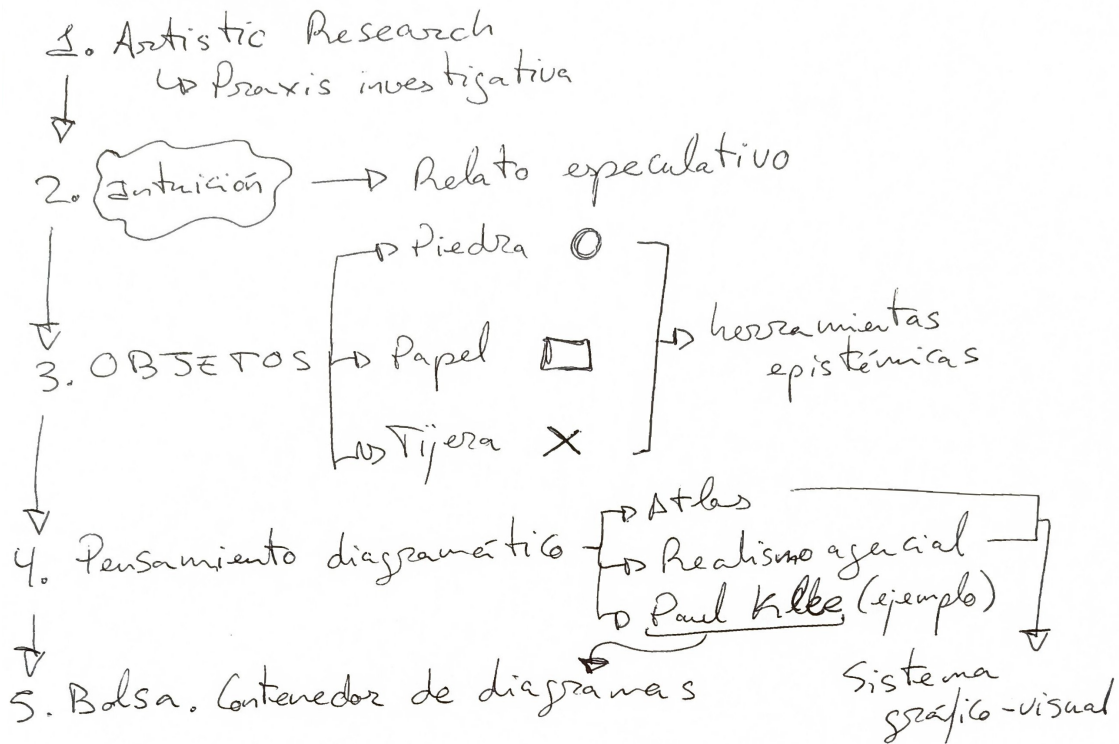 1. Artistic Research
Praxis investigativa
2. Intuición
Relato especulativo
Piedra
3. OBJETOS
Papel
Tijera
herramientas
epistémicas
4. Pensamiento diagramático
Atlas
Realismo agencial
Paul Klee (ejemplo)
5. Bolsa. Contenedor de diagramas
Sistema
gráfico-visual